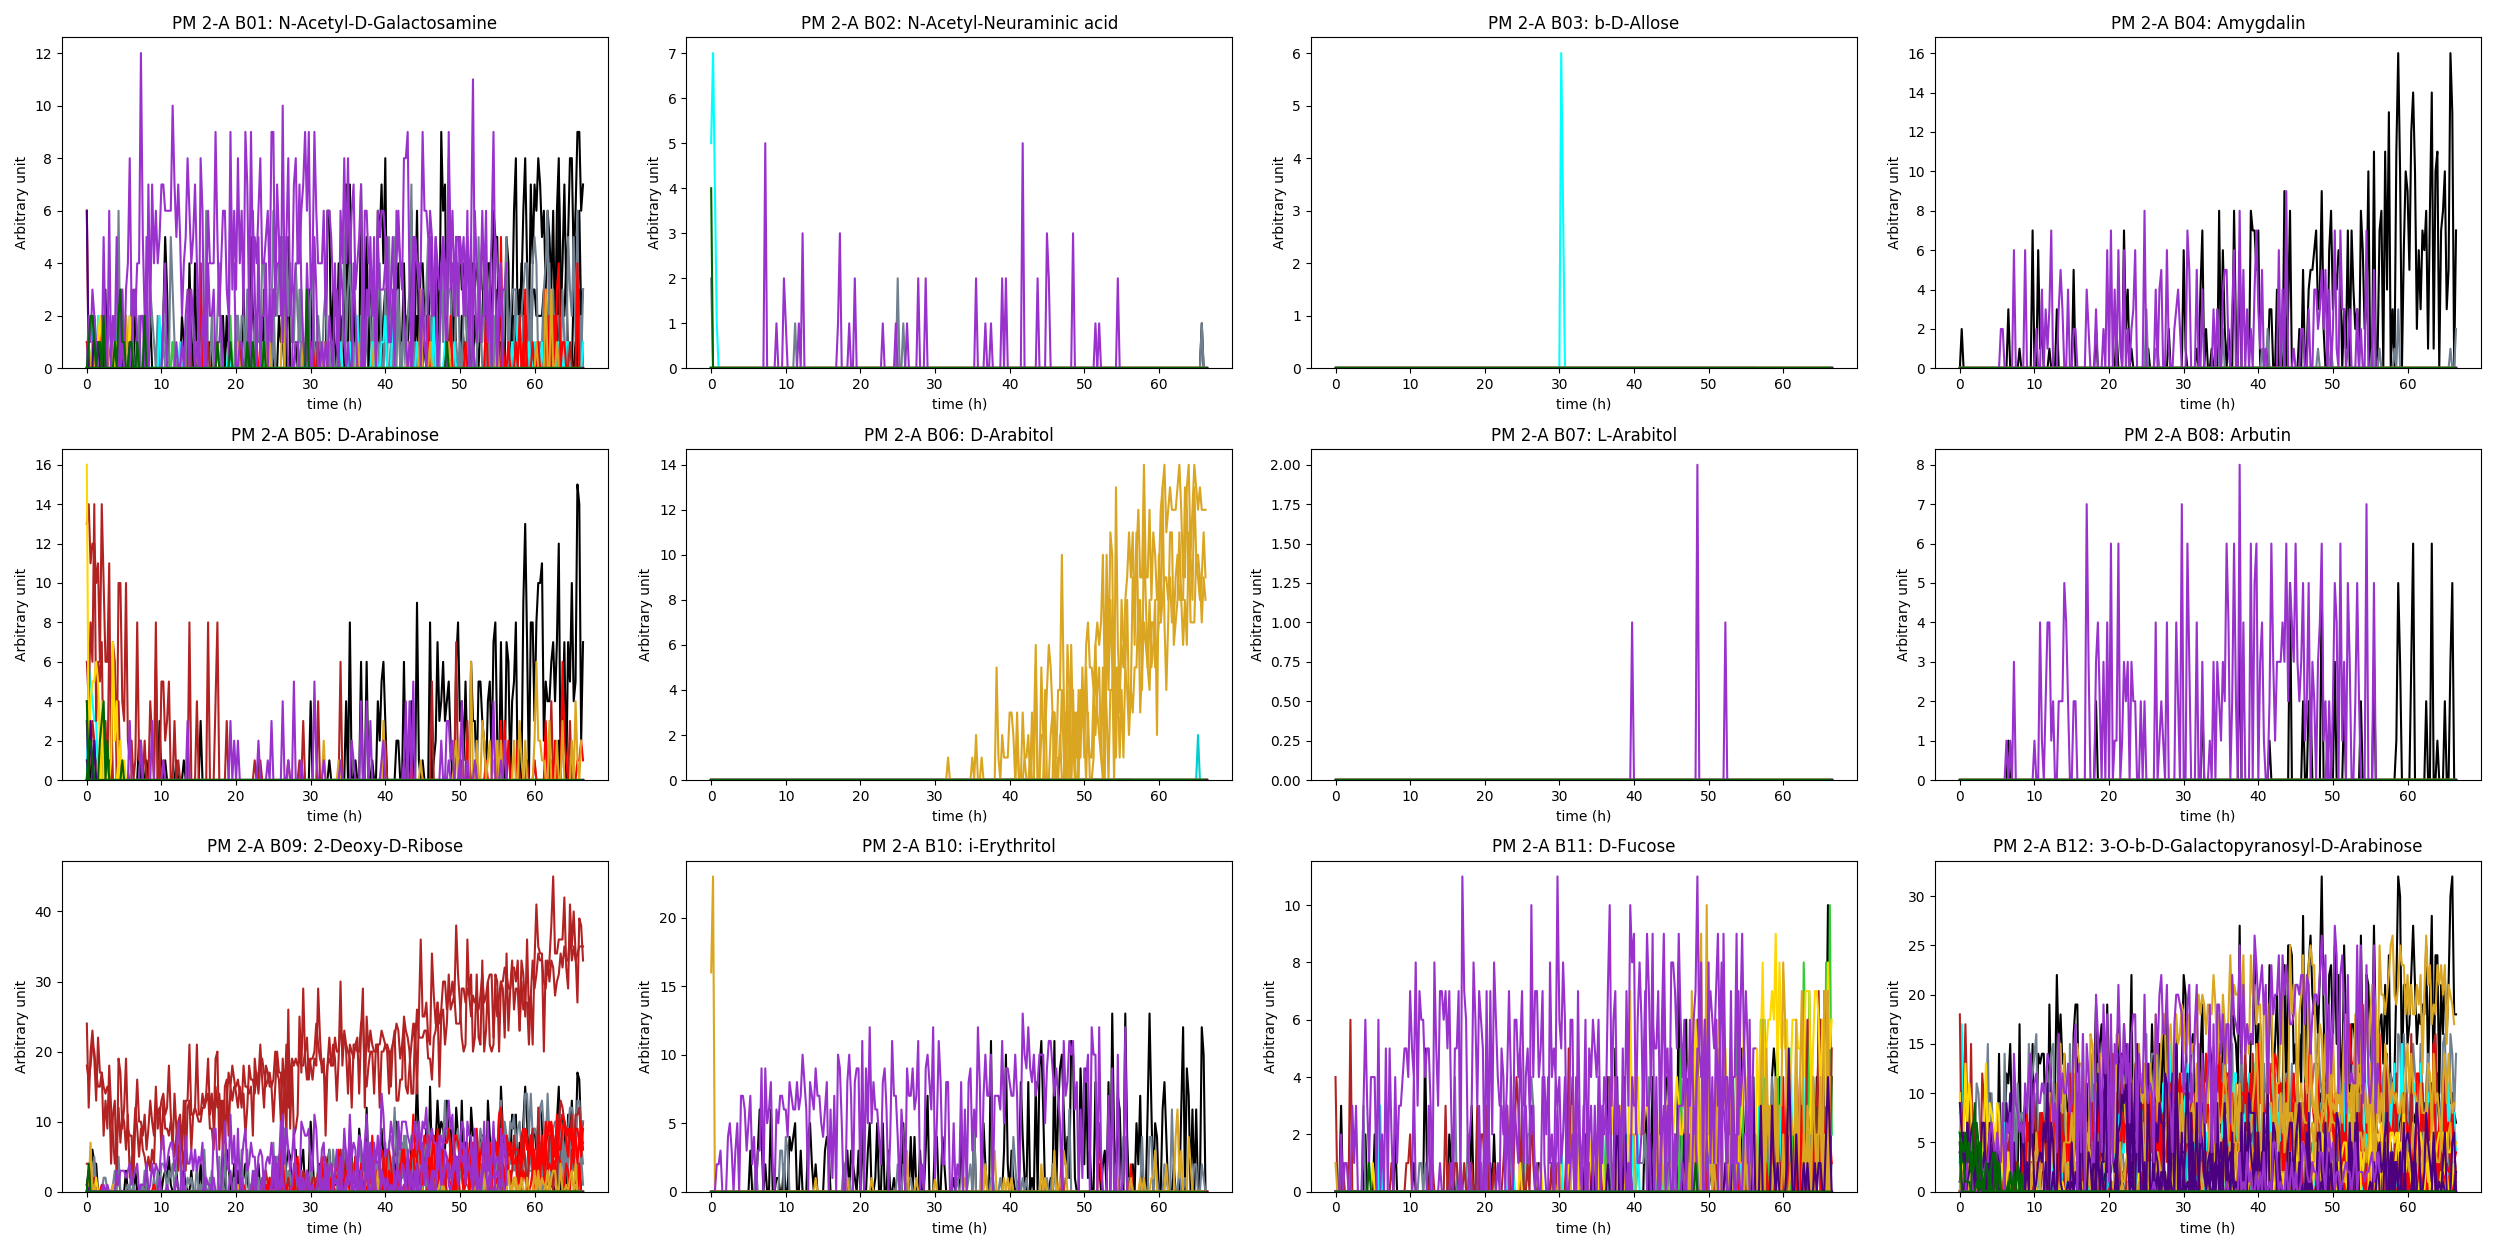 PM 2-A B01: N-Acetyl-D-Galactosamine
Arbitrary unit
12
10
8
6
4
2
0
0 10 20 30 40 50 60
time (h)
PM 2-A B02: N-Acetyl-Neuraminic acid
Arbitrary unit
7
6
5
4
3
2
1
0
0 10 20 30 40 50 60
time (h)
PM 2-A B03: b-D-Allose
Arbitrary unit
6
5
4
3
2
1
0
0 10 20 30 40 50 60
time (h)
PM 2-A B04: Amygdalin
Arbitrary unit
16
14
12
10
8
6
4
2
0
0 10 20 30 40 50 60
time (h)
PM 2-A B05: D-Arabinose
Arbitrary unit
16
14
12
10
8
6
4
2
0
0 10 20 30 40 50 60
time (h)
PM 2-A B06: D-Arabitol
Arbitrary unit
14
12
10
8
6
4
2
0
0 10 20 30 40 50 60
time (h)
PM 2-A B07: L-Arabitol
Arbitrary unit
2.00
1.75
1.50
1.25
1.00
0.75
0.50
0.25
0.00
0 10 20 30 40 50 60
time (h)
PM 2-A B08: Arbutin
Arbitrary unit
8
7
6
5
4
3
2
1
0
0 10 20 30 40 50 60
time (h)
PM 2-A B09: 2-Deoxy-D-Ribose
Arbitrary unit
40
30
20
10
0
0 10 20 30 40 50 60
time (h)
PM 2-A B10: i-Erythritol
Arbitrary unit
20
15
10
5
0
0 10 20 30 40 50 60
time (h)
PM 2-A B11: D-Fucose
Arbitrary unit
10
8
6
4
2
0
0 10 20 30 40 50 60
time (h)
PM 2-A B12: 3-O-b-D-Galactopyranosyl-D-Arabinose
Arbitrary unit
30
25
20
15
10
5
0
0 10 20 30 40 50 60
time (h)